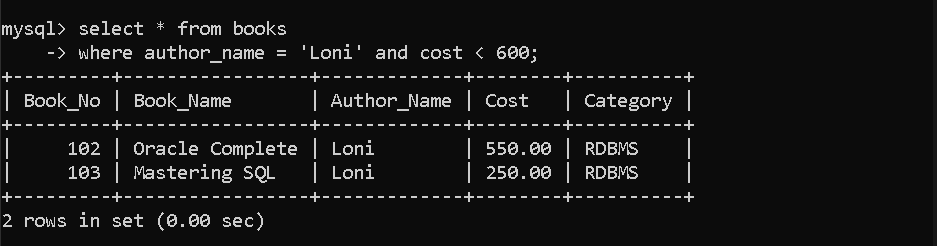 mysql> select * from books
    -> where author_name = 'Loni' and cost < 600;
+---------+-----------------+-------------+--------+----------+
| Book_No | Book_Name       | Author_Name | Cost   | Category |
+---------+-----------------+-------------+--------+----------+
|     102 | Oracle Complete | Loni        | 550.00 | RDBMS    |
|     103 | Mastering SQL   | Loni        | 250.00 | RDBMS    |
+---------+-----------------+-------------+--------+----------+
2 rows in set (0.00 sec)